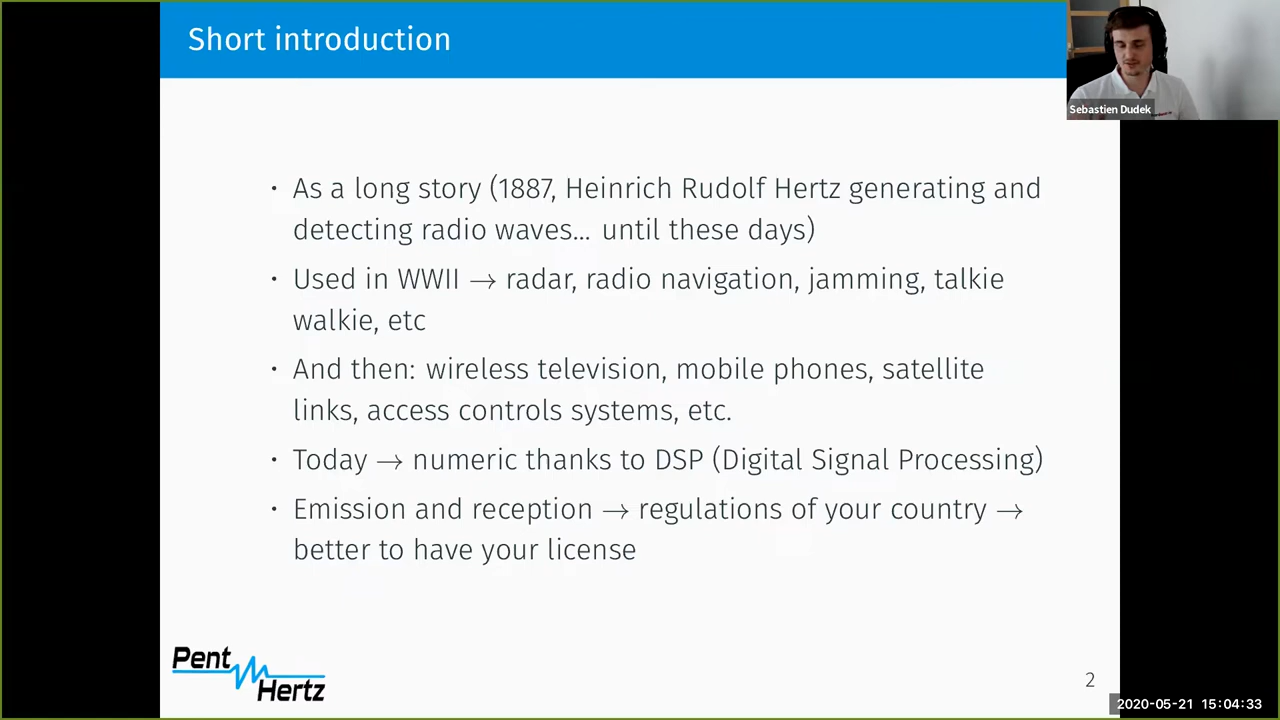 Short introduction
Sebastien Dudek
· As a long story (1887, Heinrich Rudolf Hertz generating and
detecting radio waves... until these days)
· Used in WWII → radar, radio navigation, jamming, talkie
walkie, etc
· And then: wireless television, mobile phones, satellite
links, access controls systems, etc.
· Today → numeric thanks to DSP (Digital Signal Processing)
· Emission and reception → regulations of your country →
better to have your license
Pent
Hertz
2
2020-05-21 15:04:33